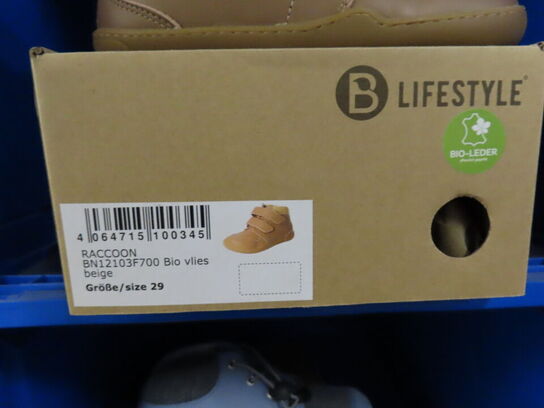 B LIFESTYLE®
BIO-LEDER
4 064715 100345
RACCOON
BN12103F700 Bio vlies
beige
Größe/size 29